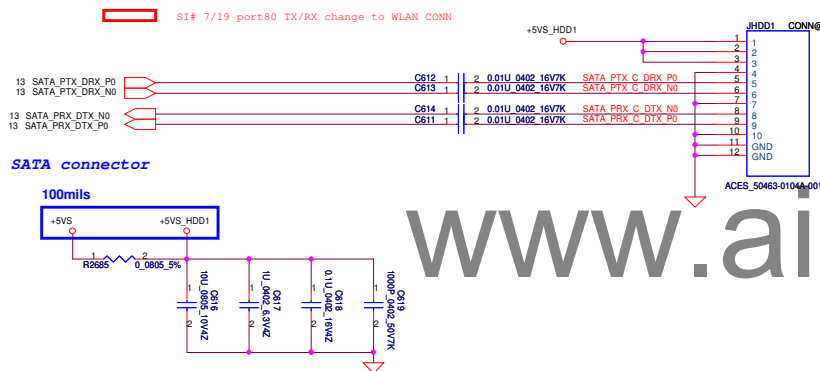 SI# 7/19 port80 TX/RX change to WLAN CONN
JHDD1 CONN@
+5VS_HDD1
1 1
2 2
3 3
4 4
13 SATA_PTX_DRX_P0 C612 1 2 0.01U_0402_16V7K SATA_PTX_C_DRX_P0 5 5
13 SATA_PTX_DRX_N0 C613 1 2 0.01U_0402_16V7K SATA_PTX_C_DRX_N0 6 6
7 7
13 SATA_PRX_DTX_N0 C614 1 2 0.01U_0402_16V7K SATA_PRX_C_DTX_N0 8 8
13 SATA_PRX_DTX_P0 C611 1 2 0.01U_0402_16V7K SATA_PRX_C_DTX_P0 9 9
10 10
11 GND
12 GND
ACES_50463-0104A-001
SATA connector
100mils
+5VS +5VS_HDD1
1 2
R2685 0_0805_5%
1 2 C616 10U_0805_10V4Z
1 2 C617 1U_0402_6.3V4Z
1 2 C618 0.1U_0402_16V4Z
1 2 C619 1000P_0402_50V7K
www.ai